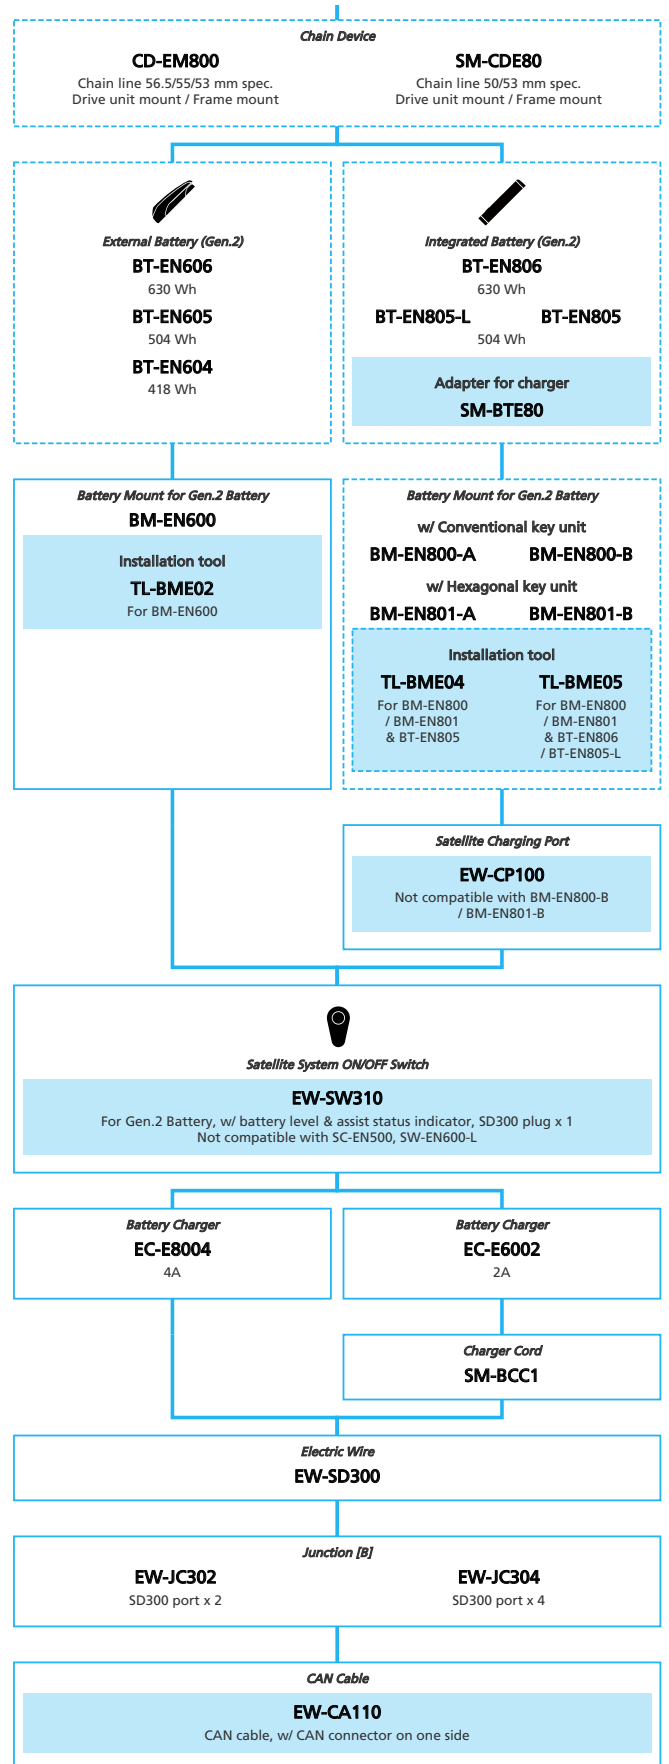 Chain Device
CD-EM800
Chain line 56.5/55/53 mm spec.
Drive unit mount / Frame mount
SM-CDE80
Chain line 50/53 mm spec.
Drive unit mount / Frame mount
External Battery (Gen.2)
BT-EN606
630 Wh
BT-EN605
504 Wh
BT-EN604
418 Wh
Integrated Battery (Gen.2)
BT-EN806
630 Wh
BT-EN805-L BT-EN805
504 Wh
Adapter for charger
SM-BTE80
Battery Mount for Gen.2 Battery
BM-EN600
Installation tool
TL-BME02
For BM-EN600
Battery Mount for Gen.2 Battery
w/ Conventional key unit
BM-EN800-A BM-EN800-B
w/ Hexagonal key unit
BM-EN801-A BM-EN801-B
Installation tool
TL-BME04
For BM-EN800
/ BM-EN801
& BT-EN805
TL-BME05
For BM-EN800
/ BM-EN801
& BT-EN806
/ BT-EN805-L
Satellite Charging Port
EW-CP100
Not compatible with BM-EN800-B
/ BM-EN801-B
Satellite System ON/OFF Switch
EW-SW310
For Gen.2 Battery, w/ battery level & assist status indicator, SD300 plug x 1
Not compatible with SC-EN500, SW-EN600-L
Battery Charger
EC-E8004
4A
Battery Charger
EC-E6002
2A
Charger Cord
SM-BCC1
Electric Wire
EW-SD300
Junction [B]
EW-JC302
SD300 port x 2
EW-JC304
SD300 port x 4
CAN Cable
EW-CA110
CAN cable, w/ CAN connector on one side